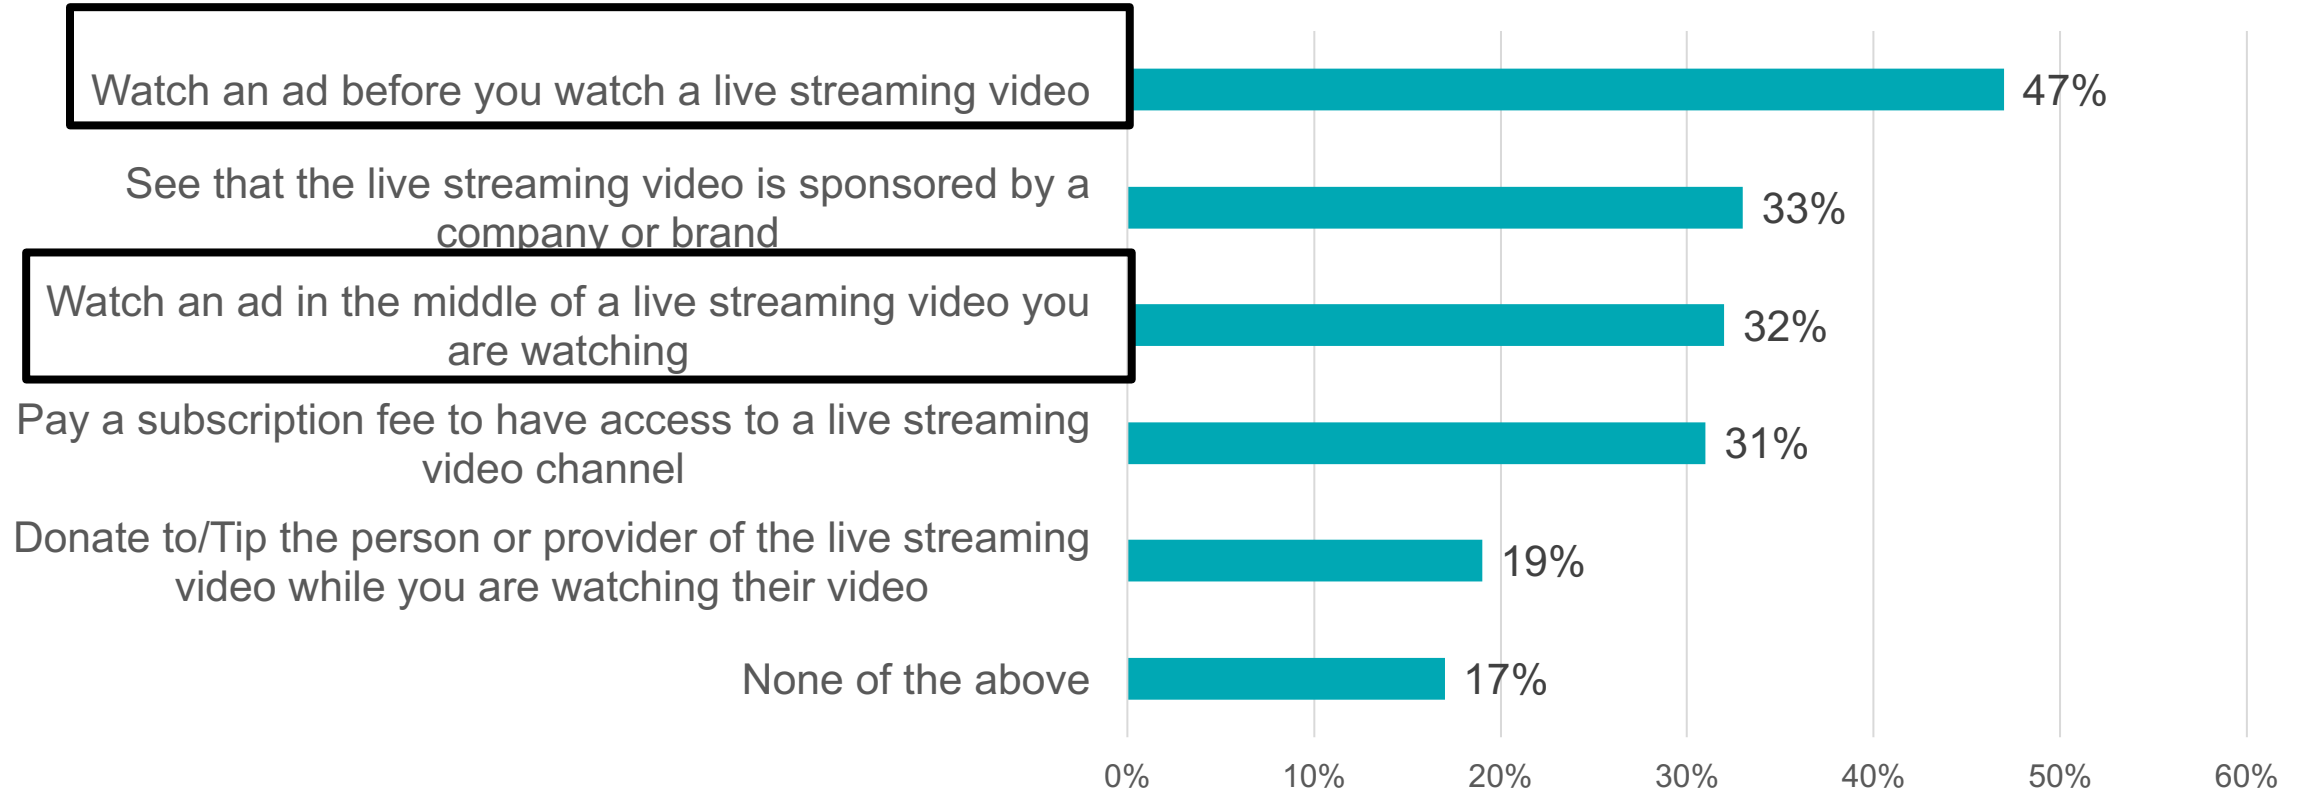 Watch an ad before you watch a live streaming video
47%
See that the live streaming video is sponsored by a
company or brand
33%
Watch an ad in the middle of a live streaming video you
are watching
32%
Pay a subscription fee to have access to a live streaming
video channel
31%
Donate to/Tip the person or provider of the live streaming
video while you are watching their video
19%
None of the above
17%
0% 10% 20% 30% 40% 50% 60%